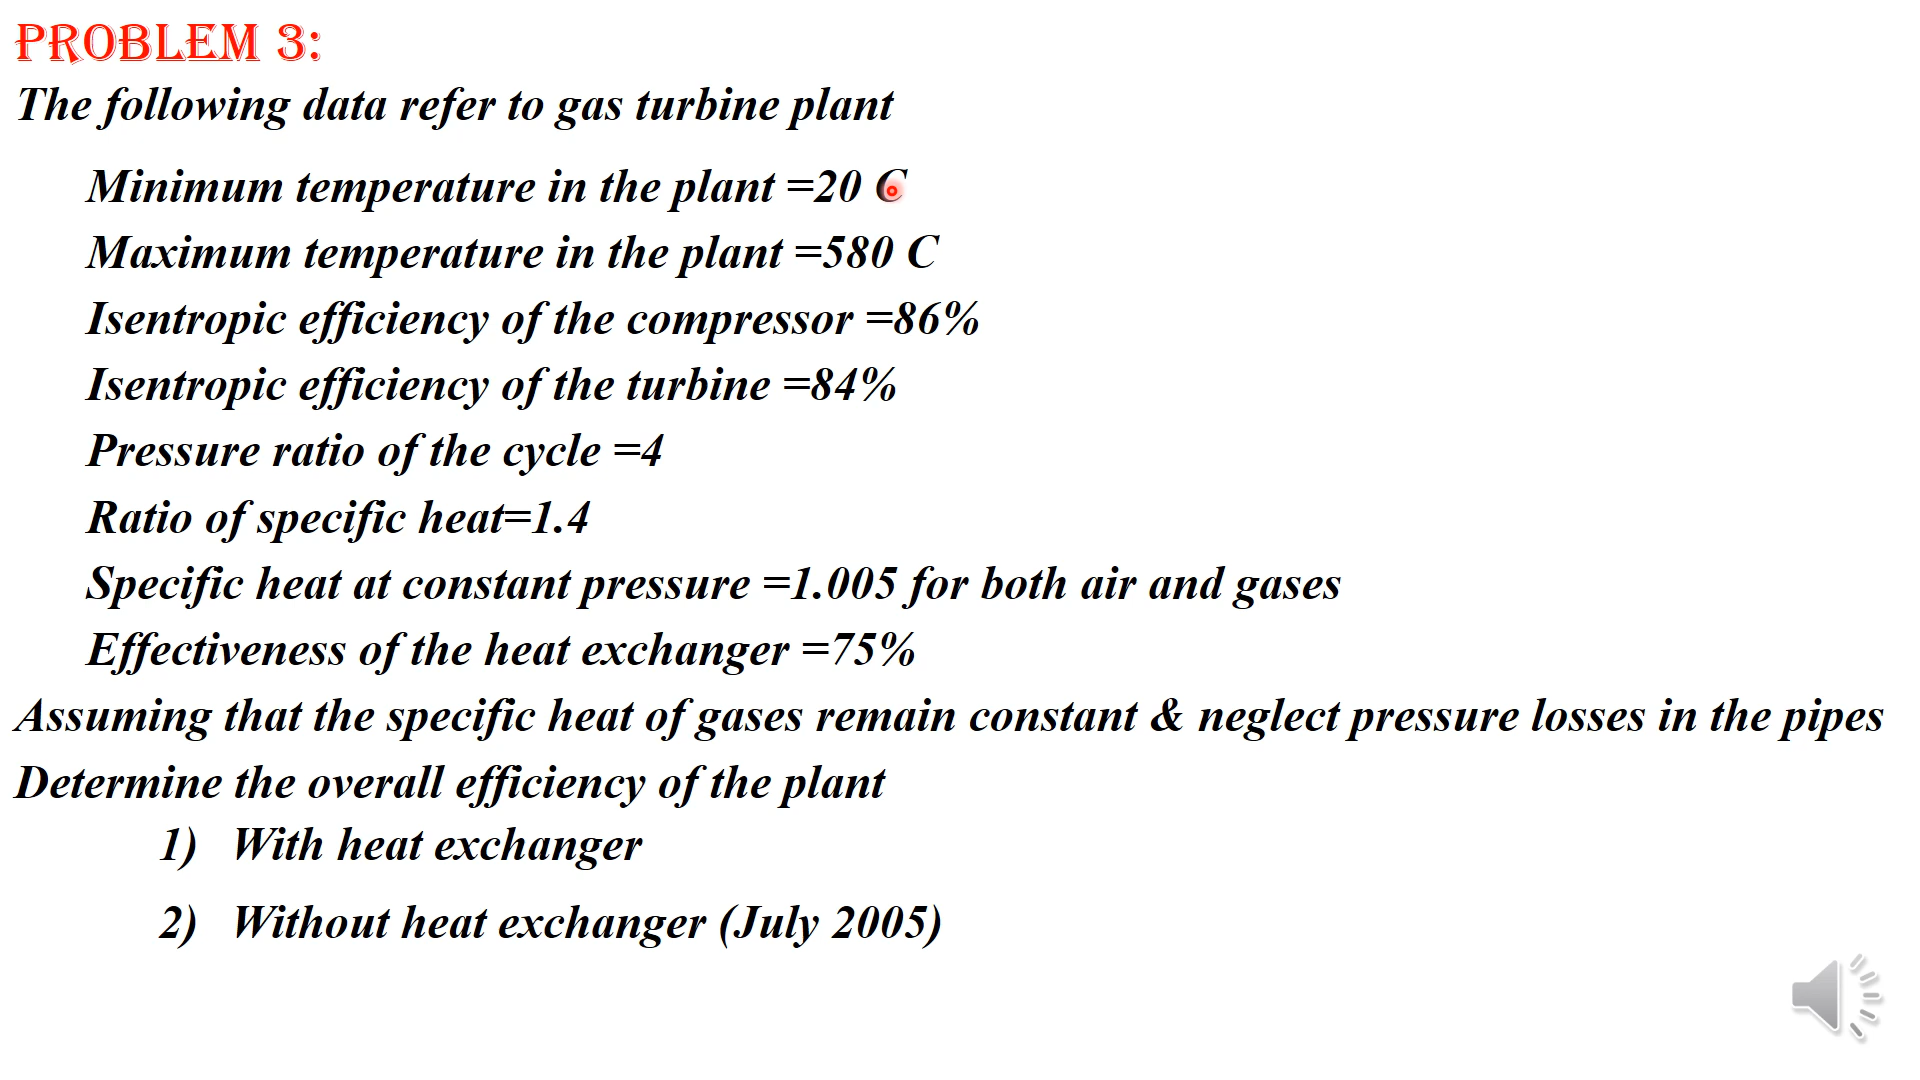 PROBLEM 3:
The following data refer to gas turbine plant
Minimum temperature in the plant =20 C
Maximum temperature in the plant =580 C
Isentropic efficiency of the compressor =86%
Isentropic efficiency of the turbine =84%
Pressure ratio of the cycle =4
Ratio of specific heat=1.4
Specific heat at constant pressure =1.005 for both air and gases
Effectiveness of the heat exchanger =75%
Assuming that the specific heat of gases remain constant & neglect pressure losses in the pipes
Determine the overall efficiency of the plant
1) With heat exchanger
2) Without heat exchanger (July 2005)